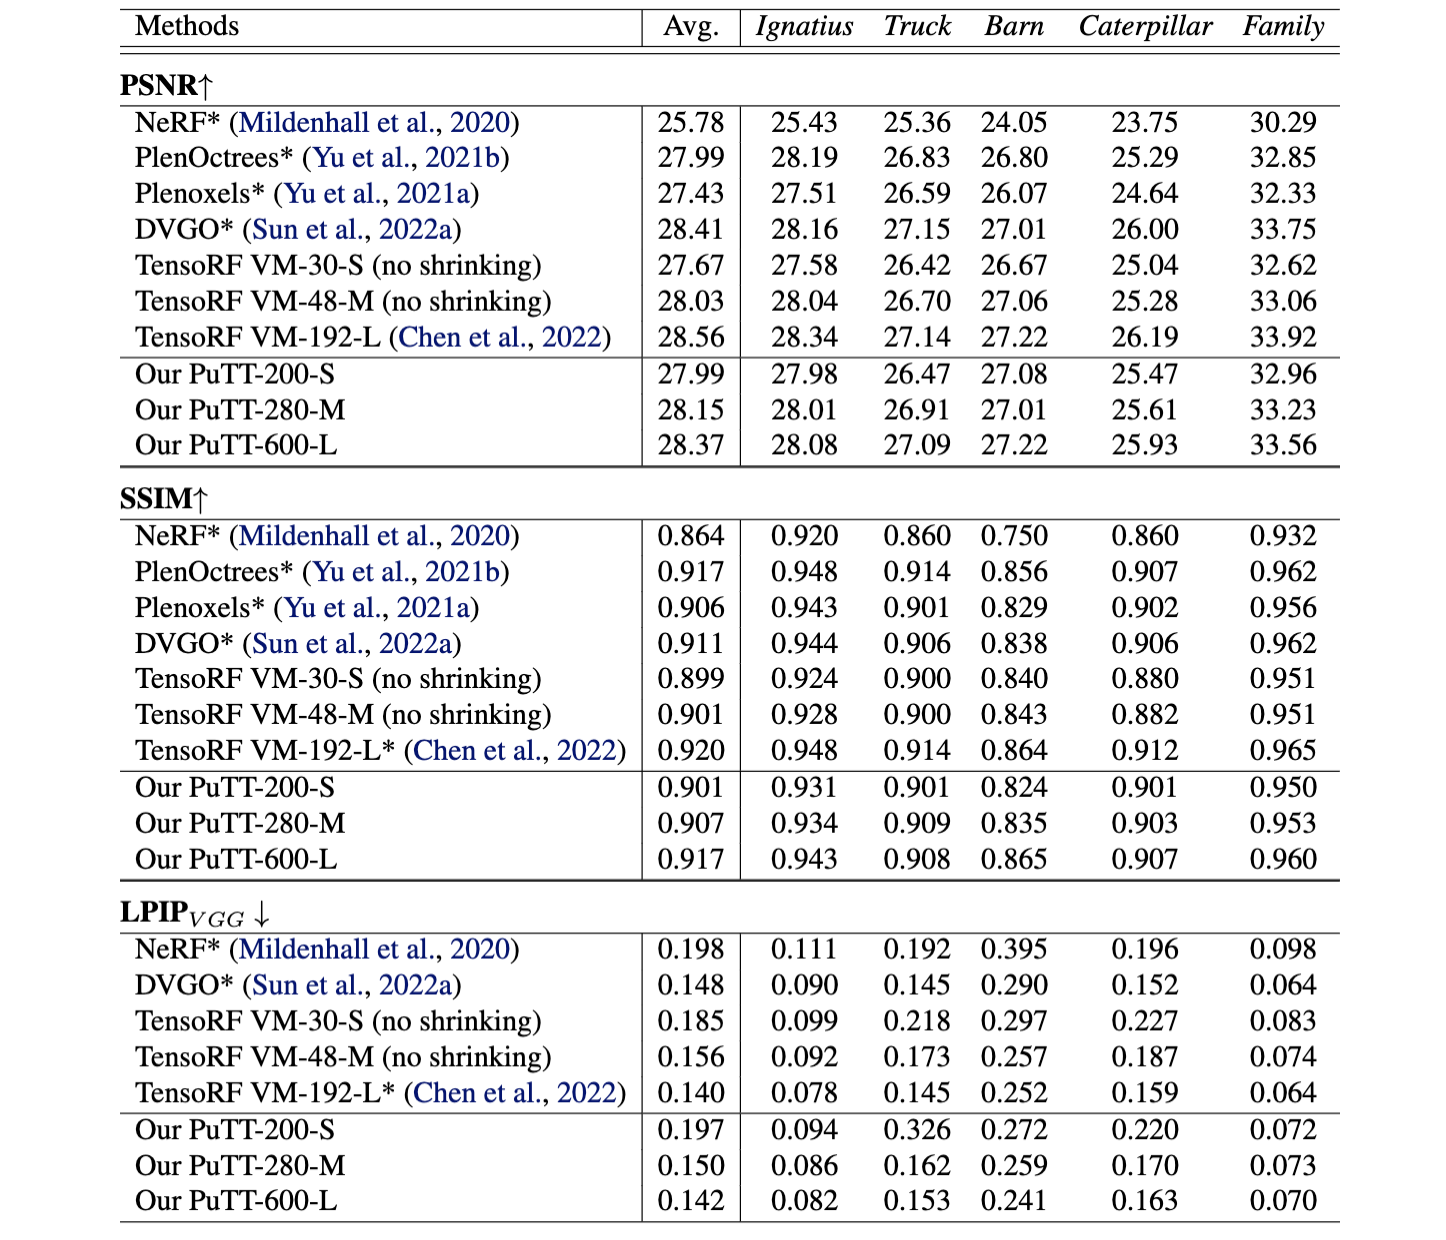 Methods Avg. Ignatius Truck Barn Caterpillar Family
PSNR↑
NeRF* (Mildenhall et al., 2020) 25.78 25.43 25.36 24.05 23.75 30.29
PlenOctrees* (Yu et al., 2021b) 27.99 28.19 26.83 26.80 25.29 32.85
Plenoxels* (Yu et al., 2021a) 27.43 27.51 26.59 26.07 24.64 32.33
DVGO* (Sun et al., 2022a) 28.41 28.16 27.15 27.01 26.00 33.75
TensoRF VM-30-S (no shrinking) 27.67 27.58 26.42 26.67 25.04 32.62
TensoRF VM-48-M (no shrinking) 28.03 28.04 26.70 27.06 25.28 33.06
TensoRF VM-192-L (Chen et al., 2022) 28.56 28.34 27.14 27.22 26.19 33.92
Our PuTT-200-S 27.99 27.98 26.47 27.08 25.47 32.96
Our PuTT-280-M 28.15 28.01 26.91 27.01 25.61 33.23
Our PuTT-600-L 28.37 28.08 27.09 27.22 25.93 33.56
SSIM↑
NeRF* (Mildenhall et al., 2020) 0.864 0.920 0.860 0.750 0.860 0.932
PlenOctrees* (Yu et al., 2021b) 0.917 0.948 0.914 0.856 0.907 0.962
Plenoxels* (Yu et al., 2021a) 0.906 0.943 0.901 0.829 0.902 0.956
DVGO* (Sun et al., 2022a) 0.911 0.944 0.906 0.838 0.906 0.962
TensoRF VM-30-S (no shrinking) 0.899 0.924 0.900 0.840 0.880 0.951
TensoRF VM-48-M (no shrinking) 0.901 0.928 0.900 0.843 0.882 0.951
TensoRF VM-192-L* (Chen et al., 2022) 0.920 0.948 0.914 0.864 0.912 0.965
Our PuTT-200-S 0.901 0.931 0.901 0.824 0.901 0.950
Our PuTT-280-M 0.907 0.934 0.909 0.835 0.903 0.953
Our PuTT-600-L 0.917 0.943 0.908 0.865 0.907 0.960
LPIP VGG ↓
NeRF* (Mildenhall et al., 2020) 0.198 0.111 0.192 0.395 0.196 0.098
DVGO* (Sun et al., 2022a) 0.148 0.090 0.145 0.290 0.152 0.064
TensoRF VM-30-S (no shrinking) 0.185 0.099 0.218 0.297 0.227 0.083
TensoRF VM-48-M (no shrinking) 0.156 0.092 0.173 0.257 0.187 0.074
TensoRF VM-192-L* (Chen et al., 2022) 0.140 0.078 0.145 0.252 0.159 0.064
Our PuTT-200-S 0.197 0.094 0.326 0.272 0.220 0.072
Our PuTT-280-M 0.150 0.086 0.162 0.259 0.170 0.073
Our PuTT-600-L 0.142 0.082 0.153 0.241 0.163 0.070